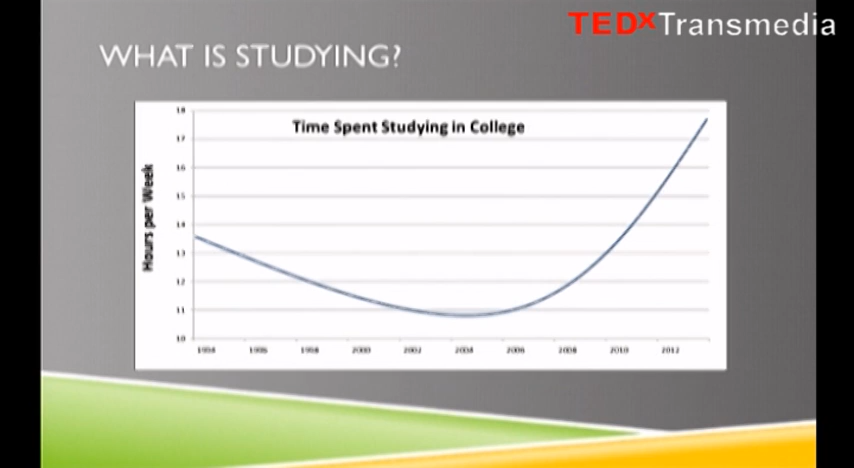 TEDxTransmedia
WHAT IS STUDYING?
Time Spent Studying in College
Hours per Week
18
17
16
15
14
13
12
11
10
1994 1996 1998 2000 2002 2004 2006 2008 2010 2012